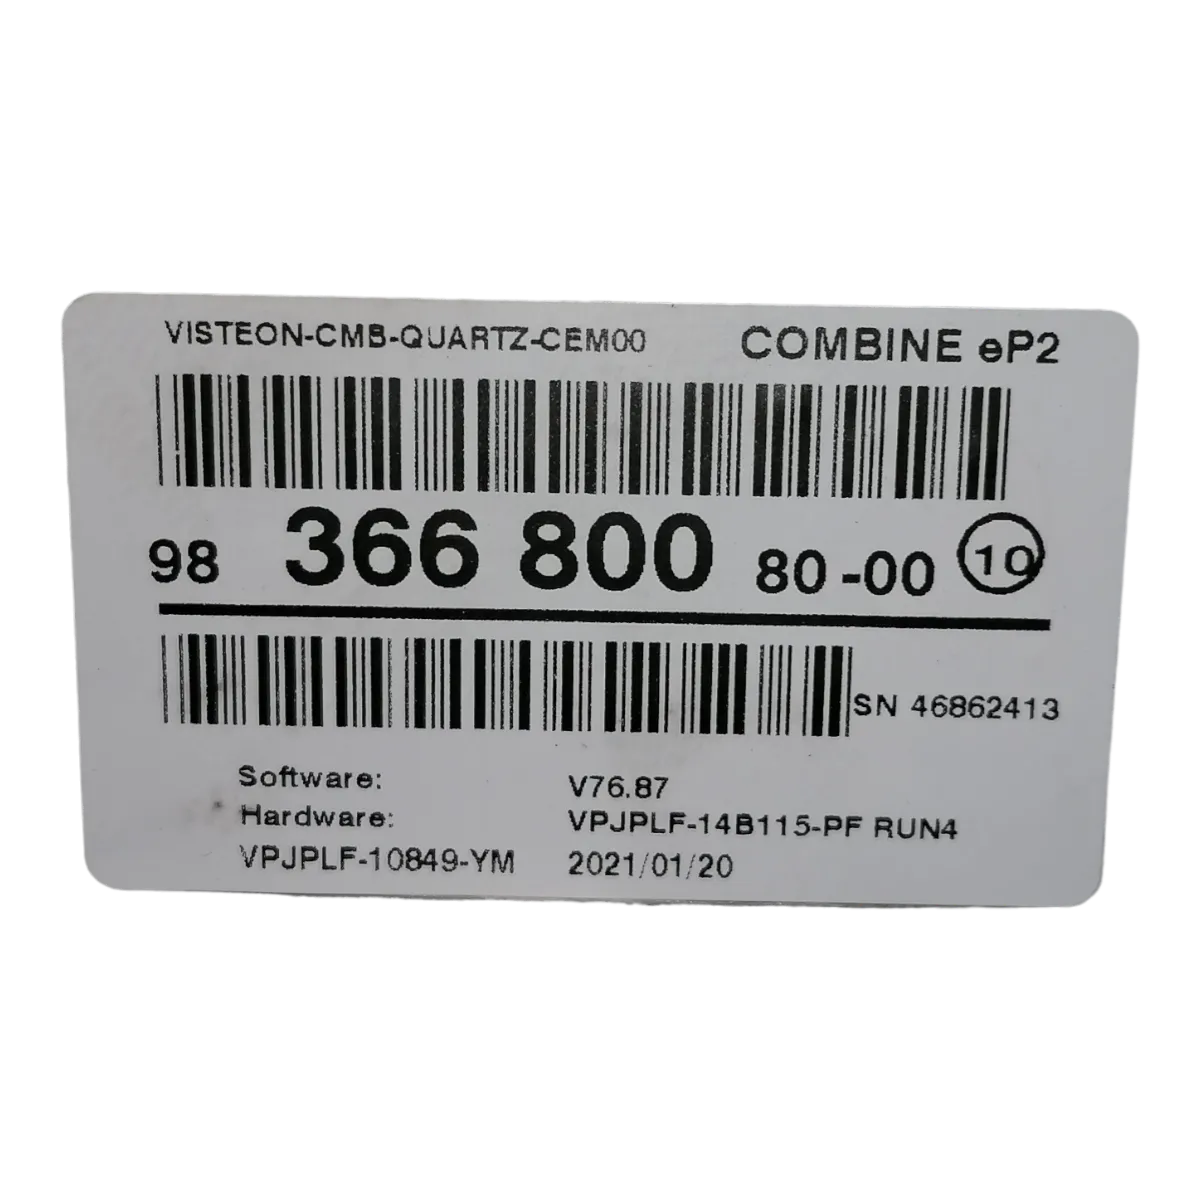 VISTEON-CMB-QUARTZ-CEM00 COMBINE eP2
98 366 800 80-00 10
SN 46862413
Software: V76.87
Hardware: VPJPLF-14B115-PF RUN4
VPJPLF-10849-YM 2021/01/20